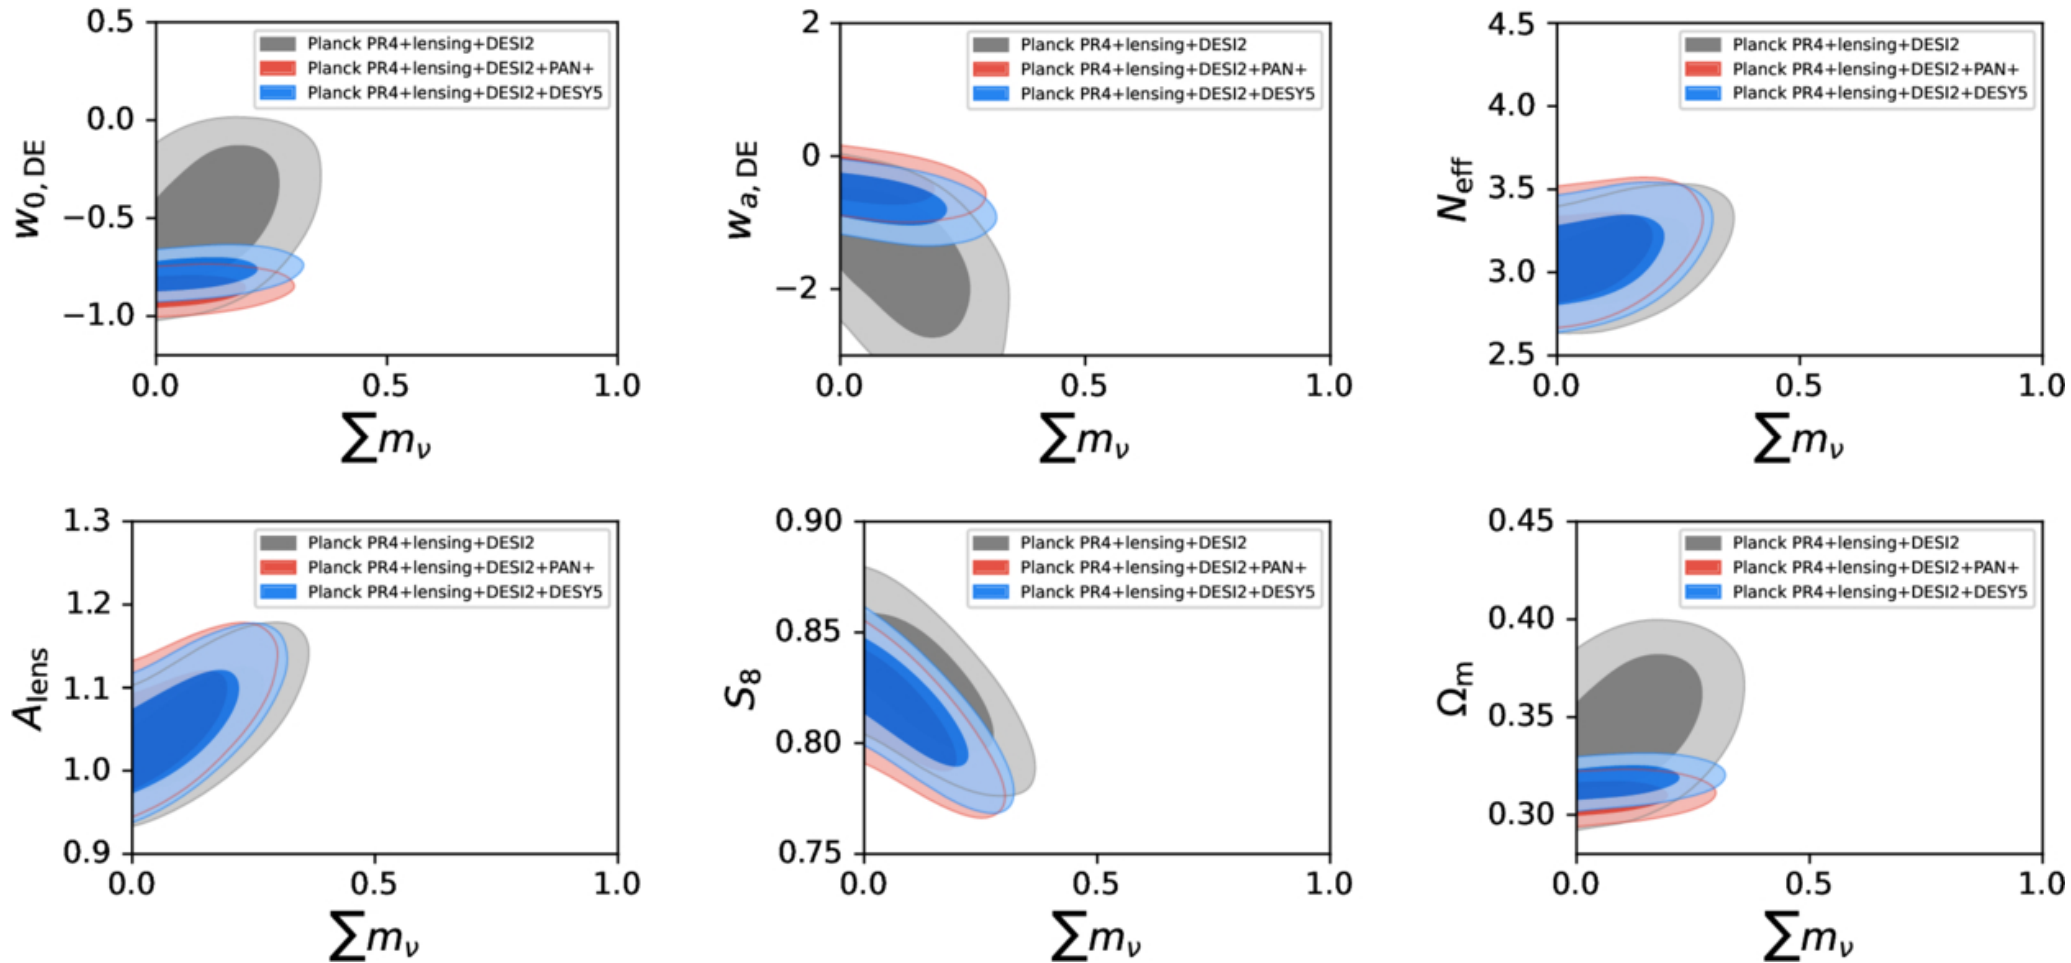 0.5
0.0
−0.5
−1.0
w0, DE
Planck PR4+lensing+DESI2
Planck PR4+lensing+DESI2+PAN+
Planck PR4+lensing+DESI2+DESY5
0.0 0.5 1.0
∑mν
2
0
−2
wa, DE
Planck PR4+lensing+DESI2
Planck PR4+lensing+DESI2+PAN+
Planck PR4+lensing+DESI2+DESY5
0.0 0.5 1.0
∑mν
4.5
4.0
3.5
3.0
2.5
Neff
Planck PR4+lensing+DESI2
Planck PR4+lensing+DESI2+PAN+
Planck PR4+lensing+DESI2+DESY5
0.0 0.5 1.0
∑mν
1.3
1.2
1.1
1.0
0.9
Alens
Planck PR4+lensing+DESI2
Planck PR4+lensing+DESI2+PAN+
Planck PR4+lensing+DESI2+DESY5
0.0 0.5 1.0
∑mν
0.90
0.85
0.80
0.75
S8
Planck PR4+lensing+DESI2
Planck PR4+lensing+DESI2+PAN+
Planck PR4+lensing+DESI2+DESY5
0.0 0.5 1.0
∑mν
0.45
0.40
0.35
0.30
Ωm
Planck PR4+lensing+DESI2
Planck PR4+lensing+DESI2+PAN+
Planck PR4+lensing+DESI2+DESY5
0.0 0.5 1.0
∑mν